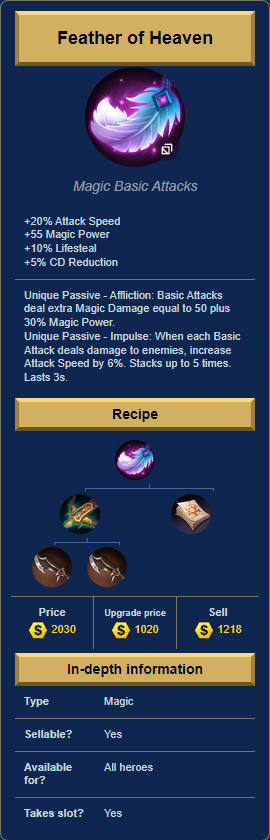 Feather of Heaven
Magic Basic Attacks
+20% Attack Speed
+55 Magic Power
+10% Lifesteal
+5% CD Reduction
Unique Passive - Affliction: Basic Attacks
deal extra Magic Damage equal to 50 plus
30% Magic Power.
Unique Passive - Impulse: When each Basic
Attack deals damage to enemies, increase
Attack Speed by 6%. Stacks up to 5 times.
Lasts 3s.
Recipe
Price Upgrade price Sell
2030 1020 1218
In-depth information
Type Magic
Sellable? Yes
Available All heroes
for?
Takes slot? Yes